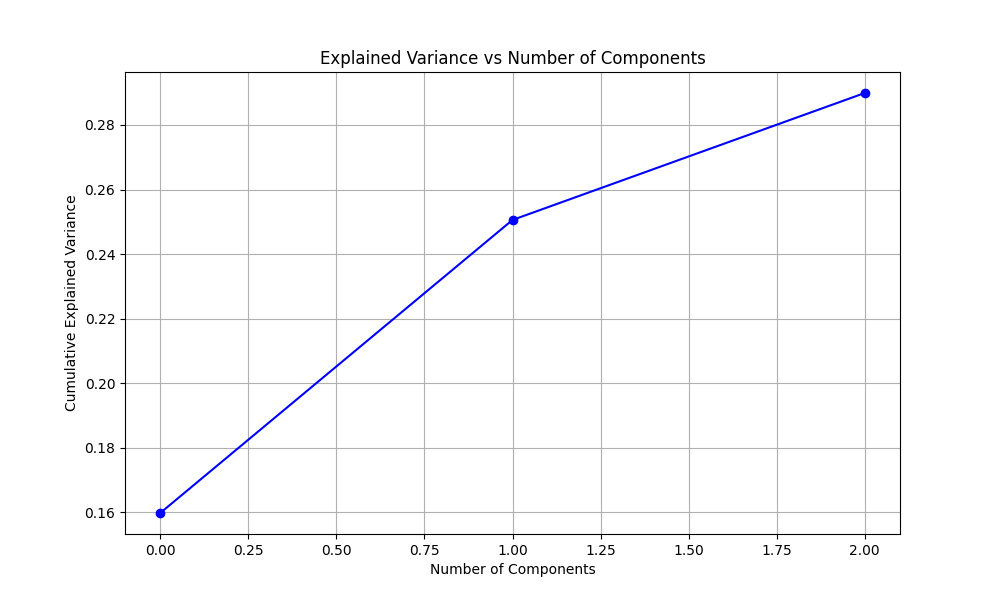 Explained Variance vs Number of Components
Cumulative Explained Variance
0.28
0.26
0.24
0.22
0.20
0.18
0.16
0.00 0.25 0.50 0.75 1.00 1.25 1.50 1.75 2.00
Number of Components